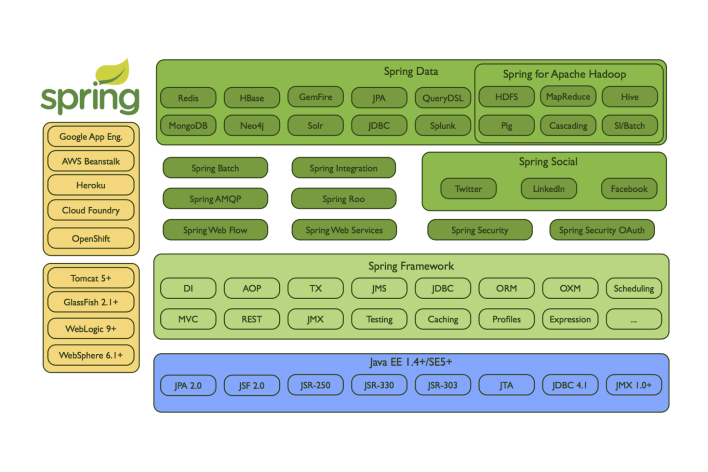 spring
Google App Eng.
AWS Beanstalk
Heroku
Cloud Foundry
OpenShift
Tomcat 5+
GlassFish 2.1+
WebLogic 9+
WebSphere 6.1+
Spring Data
Redis
HBase
GemFire
JPA
QueryDSL
MongoDB
Neo4j
Solr
JDBC
Splunk
Spring for Apache Hadoop
HDFS
MapReduce
Hive
Pig
Cascading
SI/Batch
Spring Batch
Spring Integration
Spring AMQP
Spring Roo
Spring Web Flow
Spring Web Services
Spring Social
Twitter
LinkedIn
Facebook
Spring Security
Spring Security OAuth
Spring Framework
DI
AOP
TX
JMS
JDBC
ORM
OXM
Scheduling
MVC
REST
JMX
Testing
Caching
Profiles
Expression
...
Java EE 1.4+/SE5+
JPA 2.0
JSF 2.0
JSR-250
JSR-330
JSR-303
JTA
JDBC 4.1
JMX 1.0+